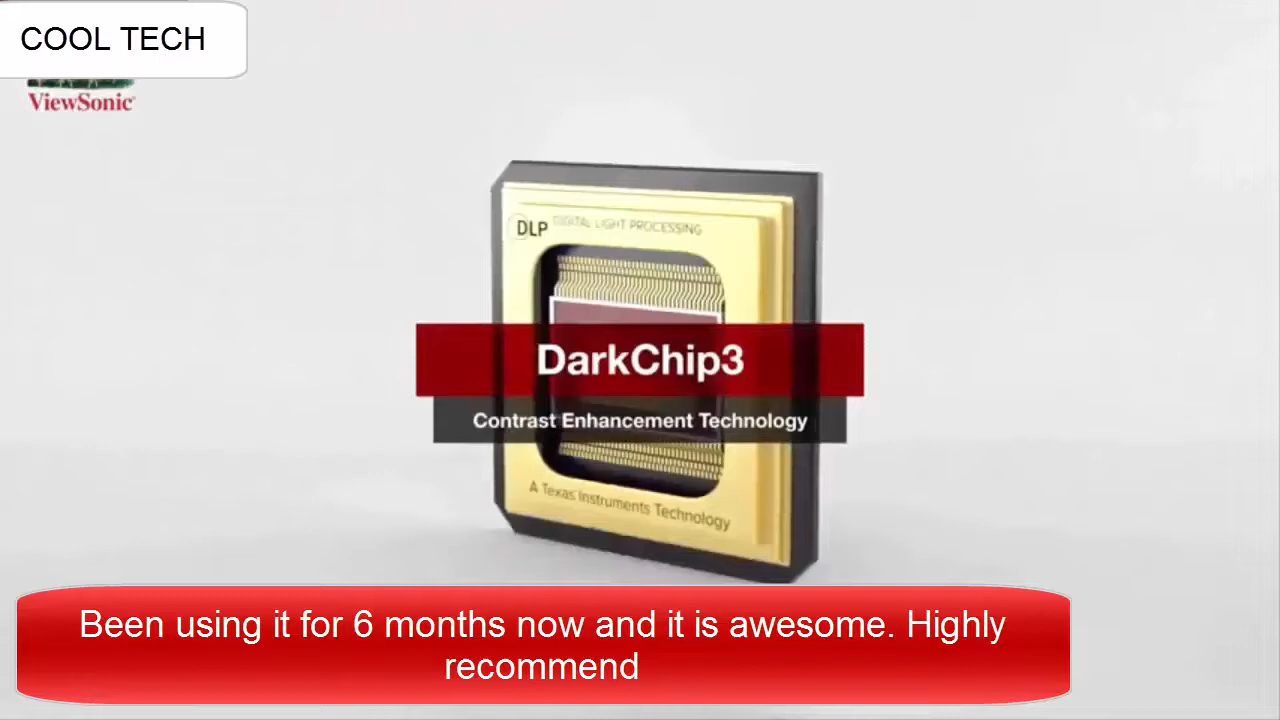 COOL TECH
ViewSonic
DLP DIGITAL LIGHT PROCESSING
DarkChip3
Contrast Enhancement Technology
A Texas Instruments Technology
Been using it for 6 months now and it is awesome. Highly
recommend